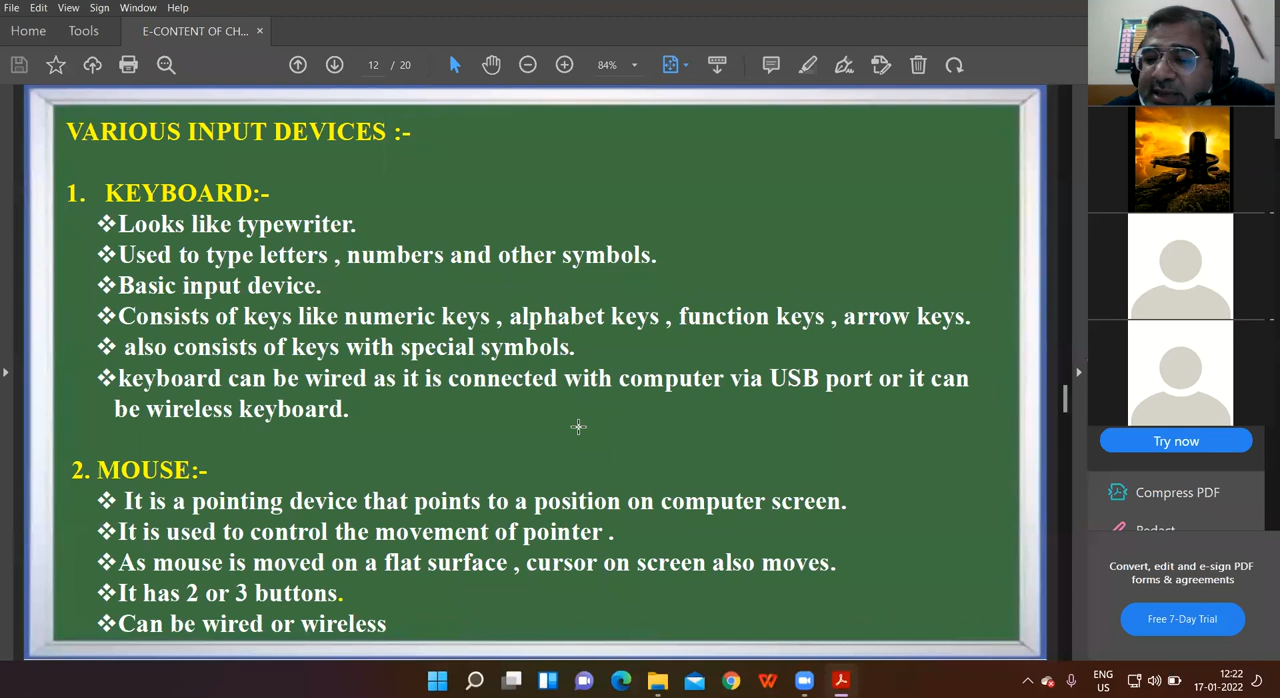 File Edit View Sign Window Help
Home Tools E-CONTENT OF CH... ×
12 / 20 84%
VARIOUS INPUT DEVICES :-
1. KEYBOARD:-
❖Looks like typewriter.
❖Used to type letters , numbers and other symbols.
❖Basic input device.
❖Consists of keys like numeric keys , alphabet keys , function keys , arrow keys.
❖ also consists of keys with special symbols.
❖keyboard can be wired as it is connected with computer via USB port or it can
be wireless keyboard.
2. MOUSE:-
❖ It is a pointing device that points to a position on computer screen.
❖It is used to control the movement of pointer .
❖As mouse is moved on a flat surface , cursor on screen also moves.
❖It has 2 or 3 buttons.
❖Can be wired or wireless
Try now
Compress PDF
Redact
Convert, edit and e-sign PDF
forms & agreements
Free 7-Day Trial
ENG
US
12:22
17-01-2022